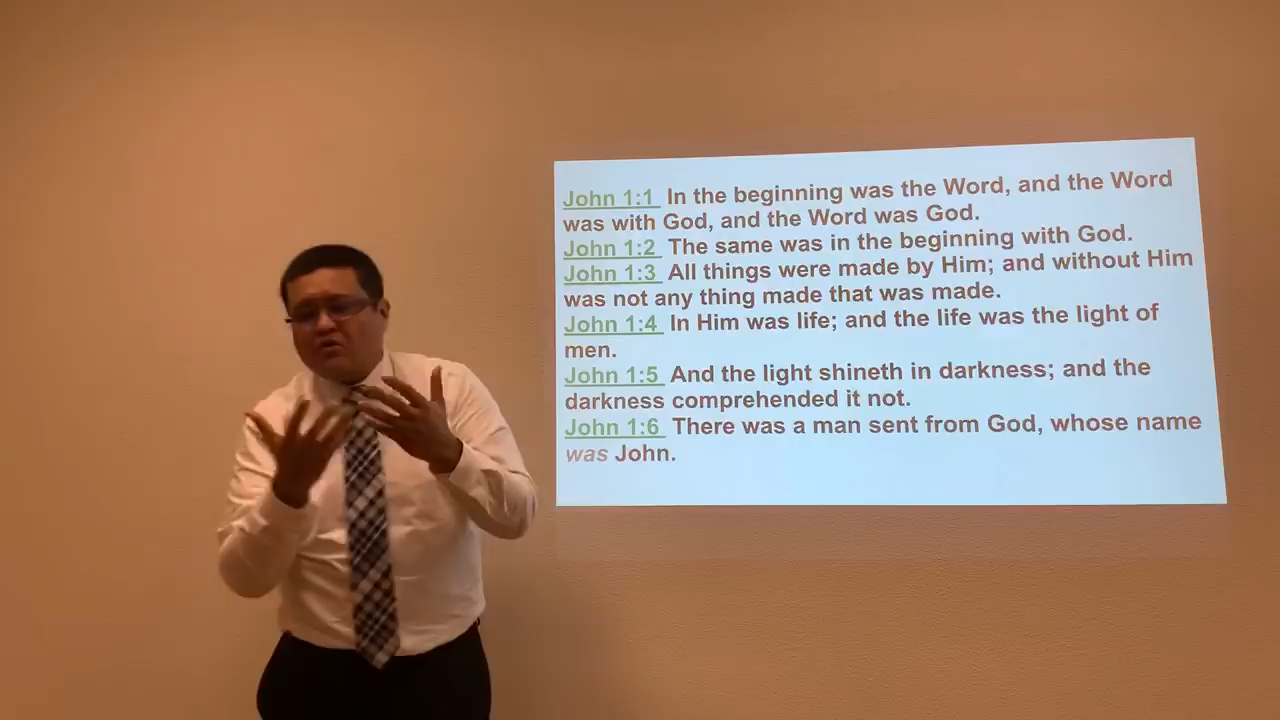 John 1:1 In the beginning was the Word, and the Word
was with God, and the Word was God.
John 1:2 The same was in the beginning with God.
John 1:3 All things were made by Him; and without Him
was not any thing made that was made.
John 1:4 In Him was life; and the life was the light of
men.
John 1:5 And the light shineth in darkness; and the
darkness comprehended it not.
John 1:6 There was a man sent from God, whose name
was John.